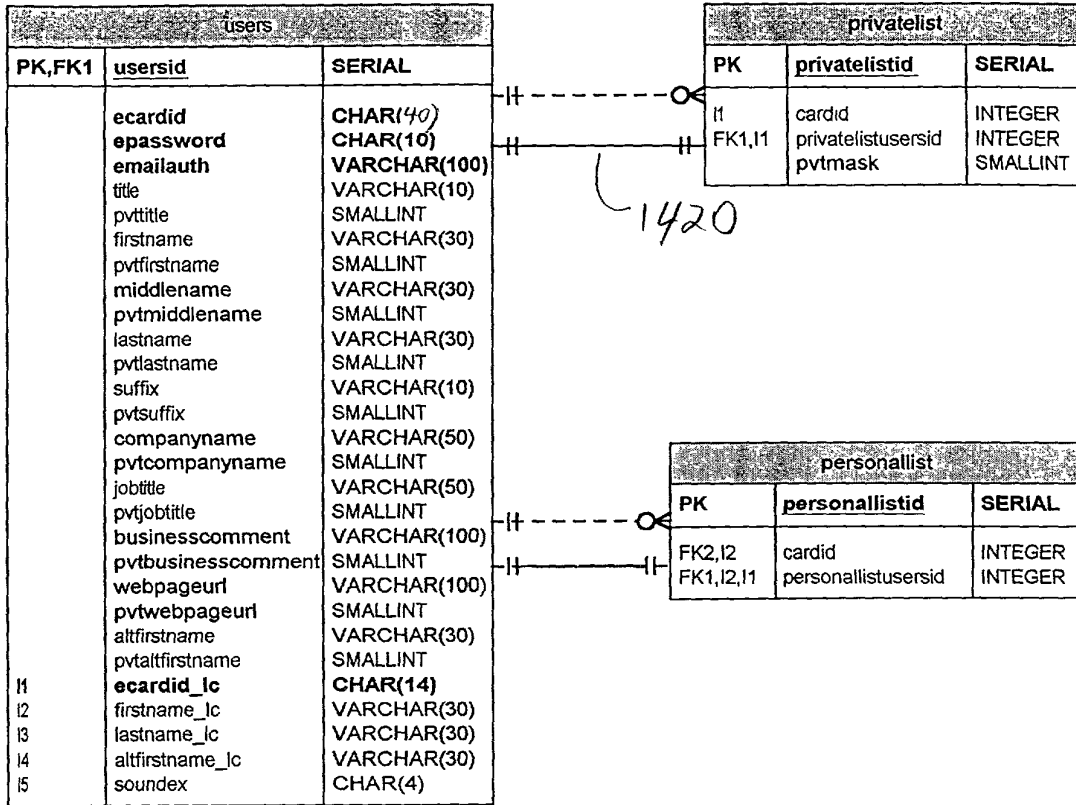 users
PK,FK1 usersid SERIAL
ecardid CHAR(40)
epassword CHAR(10)
emailauth VARCHAR(100)
title VARCHAR(10)
pvttitle SMALLINT
firstname VARCHAR(30)
pvtfirstname SMALLINT
middlename VARCHAR(30)
pvtmiddlename SMALLINT
lastname VARCHAR(30)
pvtlastname SMALLINT
suffix VARCHAR(10)
pvtsuffix SMALLINT
companyname VARCHAR(50)
pvtcompanyname SMALLINT
jobtitle VARCHAR(50)
pvtjobtitle SMALLINT
businesscomment VARCHAR(100)
pvtbusinesscomment SMALLINT
webpageurl VARCHAR(100)
pvtwebpageurl SMALLINT
altfirstname VARCHAR(30)
pvtaltfirstname SMALLINT
I1 ecardid_lc CHAR(14)
I2 firstname_lc VARCHAR(30)
I3 lastname_lc VARCHAR(30)
I4 altfirstname_lc VARCHAR(30)
I5 soundex CHAR(4)
privatelist
PK privatelistid SERIAL
I1 cardid INTEGER
FK1,I1 privatelistusersid INTEGER
pvtmask SMALLINT
1420
personallist
PK personallistid SERIAL
FK2,I2 cardid INTEGER
FK1,I2,I1 personallistusersid INTEGER